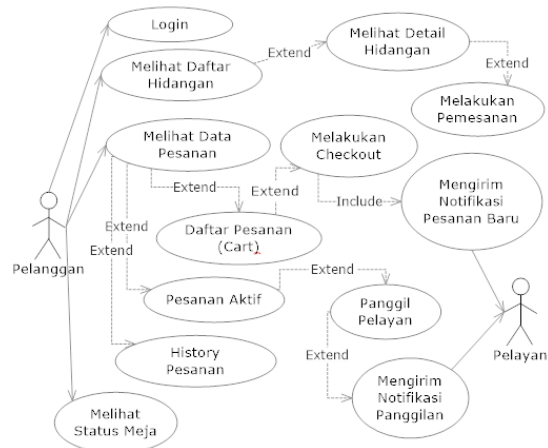 Login
Melihat Daftar
Hidangan
Extend
Melihat Detail
Hidangan
Extend
Melakukan
Pemesanan
Melihat Data
Pesanan
Melakukan
Checkout
Extend
Extend
Include
Mengirim
Notifikasi
Pesanan Baru
Daftar Pesanan
(Cart)
Extend
Extend
Pelanggan
Extend
Pesanan Aktif
Panggil
Pelayan
Pelayan
History
Pesanan
Extend
Mengirim
Notifikasi
Panggilan
Melihat
Status Meja